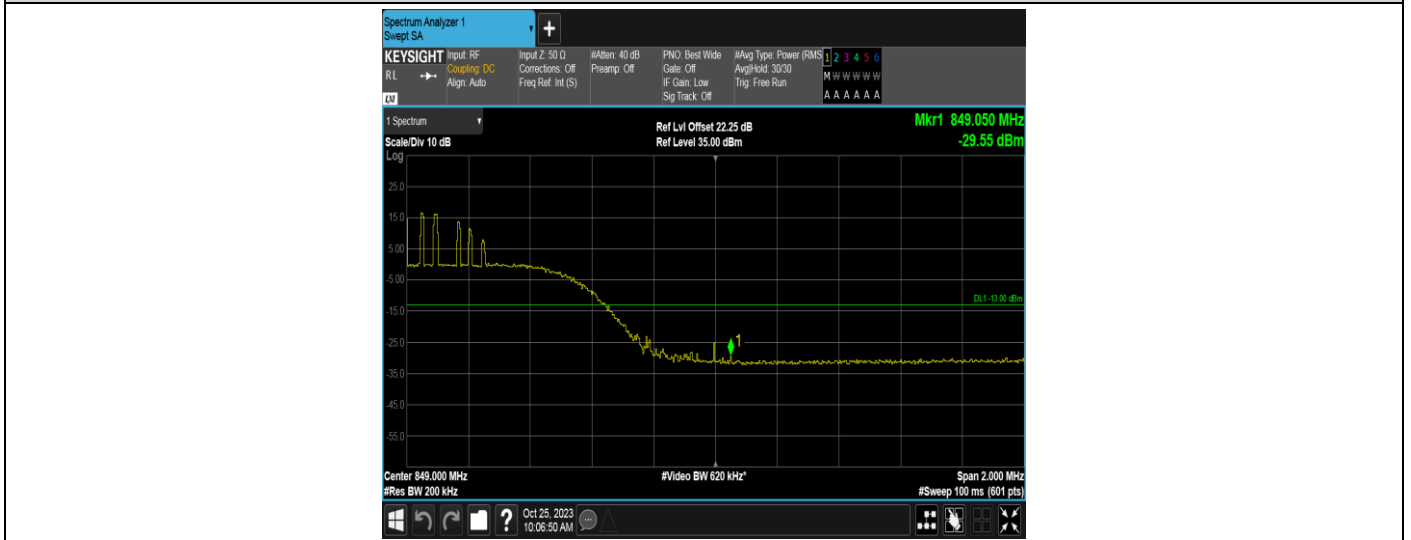 Spectrum Analyzer 1
Swept SA
+
KEYSIGHT
RL
LXI
Input: RF
Coupling: DC
Align: Auto
Input Z: 50 Ω
Corrections: Off
Freq Ref: Int (S)
#Atten: 40 dB
Preamp: Off
PNO: Best Wide
Gate: Off
IF Gain: Low
Sig Track: Off
#Avg Type: Power (RMS
Avg|Hold: 30/30
Trig: Free Run
1 2 3 4 5 6
M W W W W W
A A A A A A
1 Spectrum
Scale/Div 10 dB
Log
Ref Lvl Offset 22.25 dB
Ref Level 35.00 dBm
Mkr1 849.050 MHz
-29.55 dBm
25.0
15.0
5.00
-5.00
DL1 -13.00 dBm
-15.0
-25.0
1
-35.0
-45.0
-55.0
Center 849.000 MHz
#Video BW 620 kHz*
Span 2.000 MHz
#Res BW 200 kHz
#Sweep 100 ms (601 pts)
?
Oct 25, 2023
10:06:50 AM